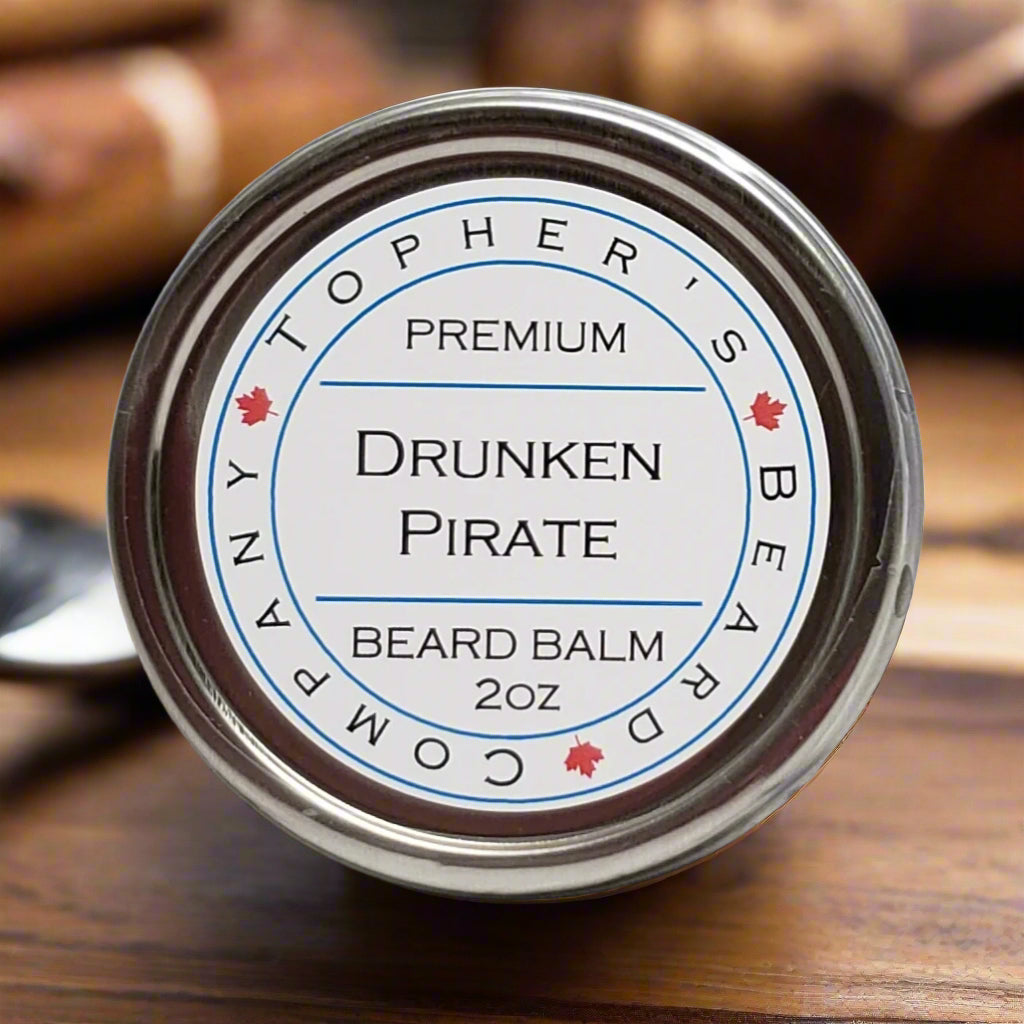 TOPHER'S BEARD COMPANY
PREMIUM
DRUNKEN
PIRATE
BEARD BALM
2OZ